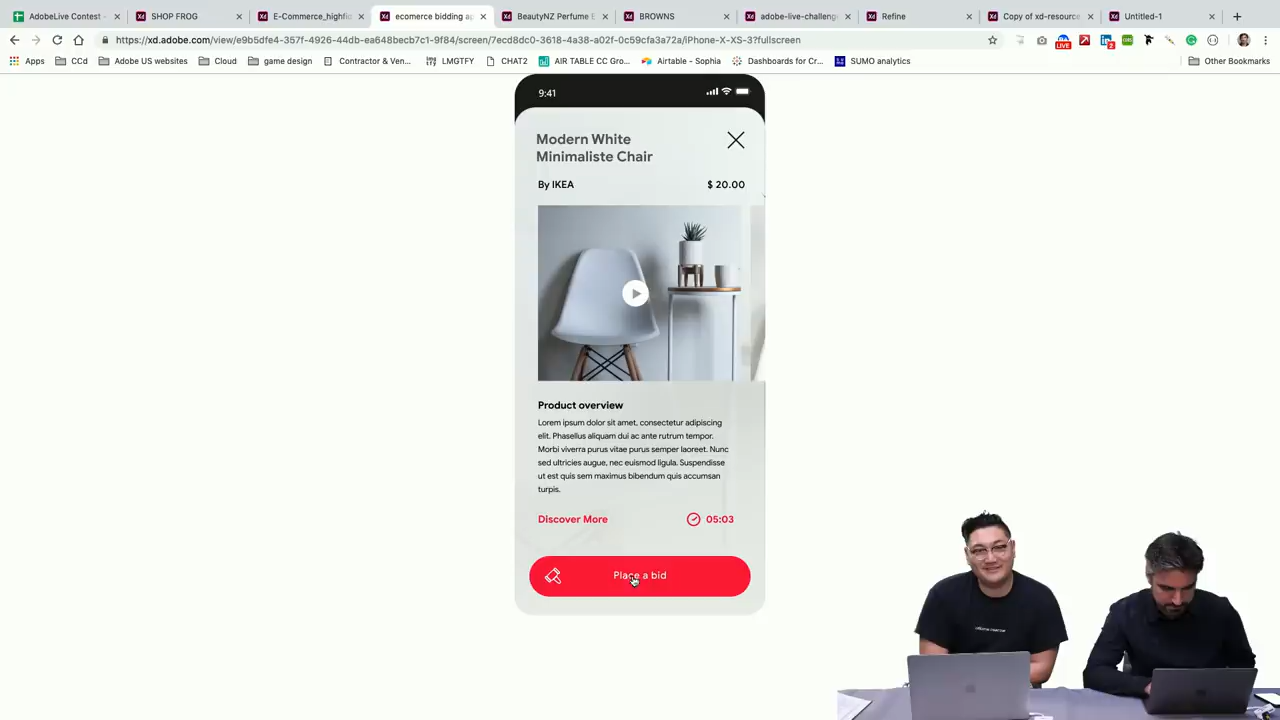 AdobeLive Contest -
SHOP FROG
E-Commerce_highfic
ecomerce bidding ap
BeautyNZ Perfume E
BROWNS
adobe-live-challeng
Refine
Copy of xd-resource
Untitled-1
https://xd.adobe.com/view/e9b5dfe4-357f-4926-44db-ea648becb7c1-9f84/screen/7ecd8dc0-3618-4a38-a02f-0c59cfa3a72a/iPhone-X-XS-3?fullscreen
Apps
CCd
Adobe US websites
Cloud
game design
Contractor & Ven...
LMGTFY
CHAT2
AIR TABLE CC Gro...
Airtable - Sophia
Dashboards for Cr...
SUMO analytics
Other Bookmarks
9:41
Modern White
Minimaliste Chair
By IKEA
$ 20.00
Product overview
Lorem ipsum dolor sit amet, consectetur adipiscing
elit. Phasellus aliquam dui ac ante rutrum tempor.
Morbi viverra purus vitae purus semper laoreet. Nunc
sed ultricies augue, nec euismod ligula. Suspendisse
ut est quis sem maximus bibendum quis accumsan
turpis.
Discover More
05:03
Place a bid